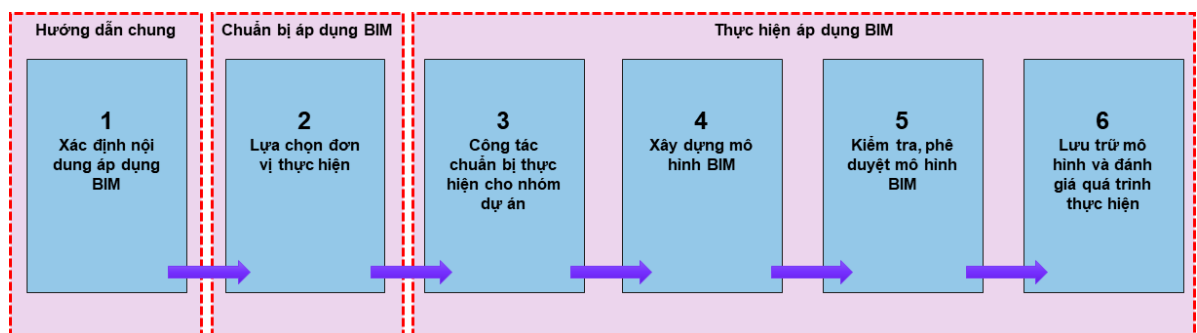 Hướng dẫn chung
Chuẩn bị áp dụng BIM
Thực hiện áp dụng BIM
1
Xác định nội
dung áp dụng
BIM
2
Lựa chọn đơn
vị thực hiện
3
Công tác
chuẩn bị thực
hiện cho nhóm
dự án
4
Xây dựng mô
hình BIM
5
Kiểm tra, phê
duyệt mô hình
BIM
6
Lưu trữ mô
hình và đánh
giá quá trình
thực hiện